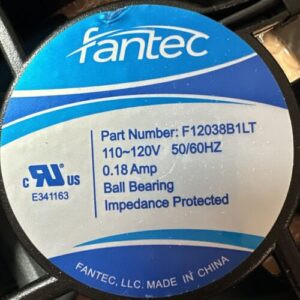 fantec
Part Number: F12038B1LT
110~120V 50/60HZ
0.18 Amp
Ball Bearing
Impedance Protected
c RU US
E341163
FANTEC, LLC. MADE IN CHINA